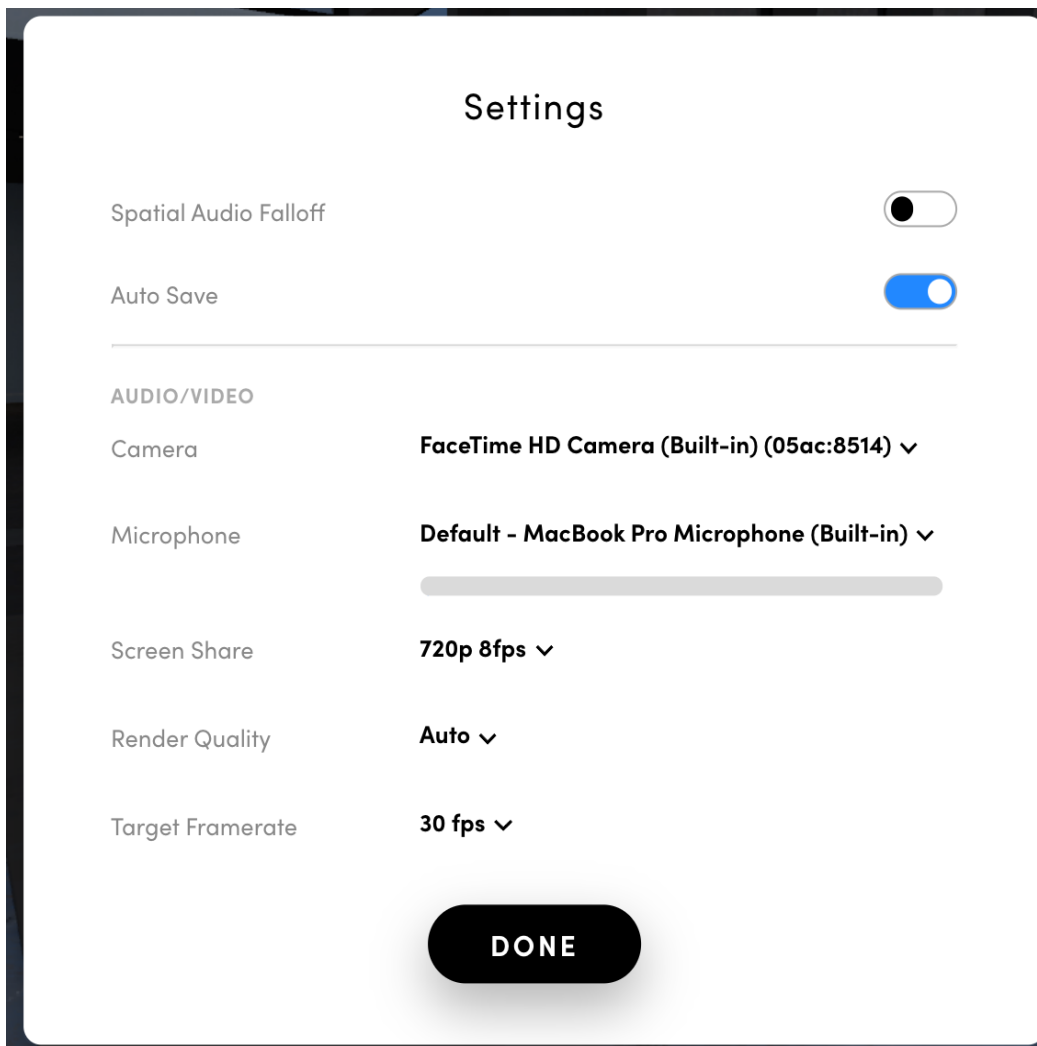 Settings
Spatial Audio Falloff
Auto Save
AUDIO/VIDEO
Camera
FaceTime HD Camera (Built-in) (05ac:8514)
Microphone
Default - MacBook Pro Microphone (Built-in)
Screen Share
720p 8fps
Render Quality
Auto
Target Framerate
30 fps
DONE